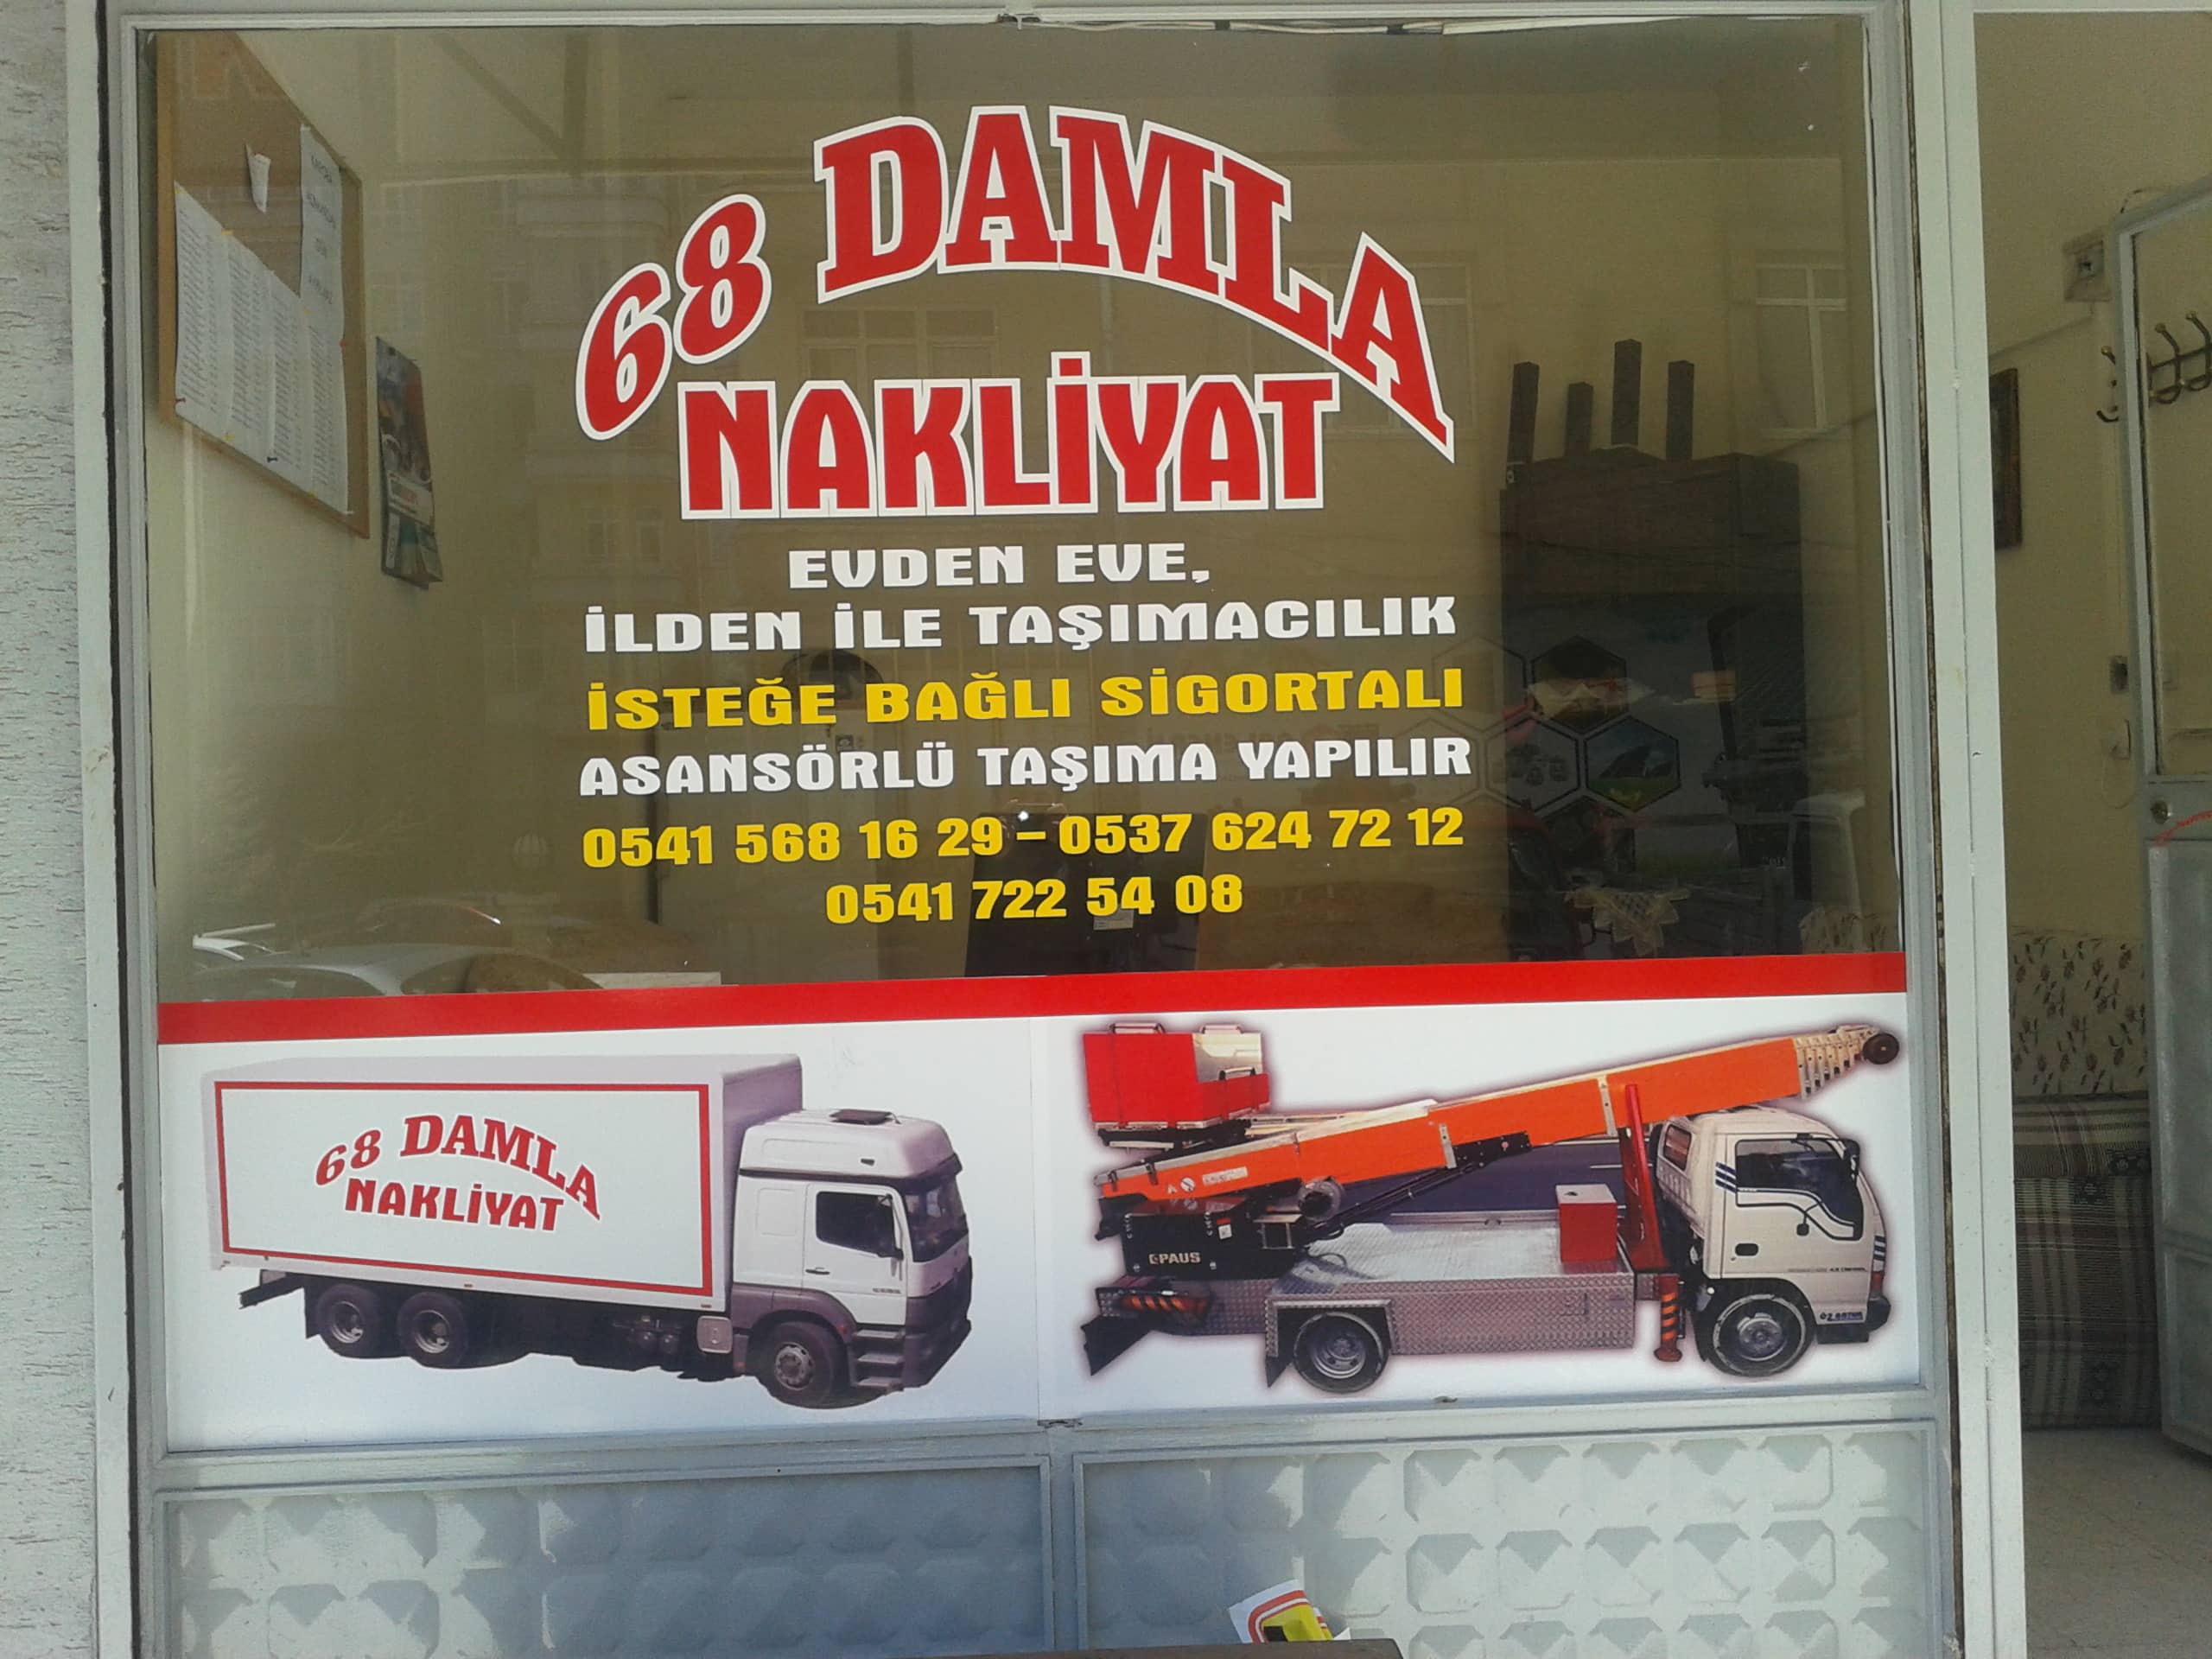 68 DAMLA
NAKLİYAT
EVDEN EVE,
İLDEN İLE TAŞIMACILIK
İSTEĞE BAĞLI SİGORTALI
ASANSÖRLÜ TAŞIMA YAPILIR
0541 568 16 29 – 0537 624 72 12
0541 722 54 08
68 DAMLA
NAKLİYAT
PAUS